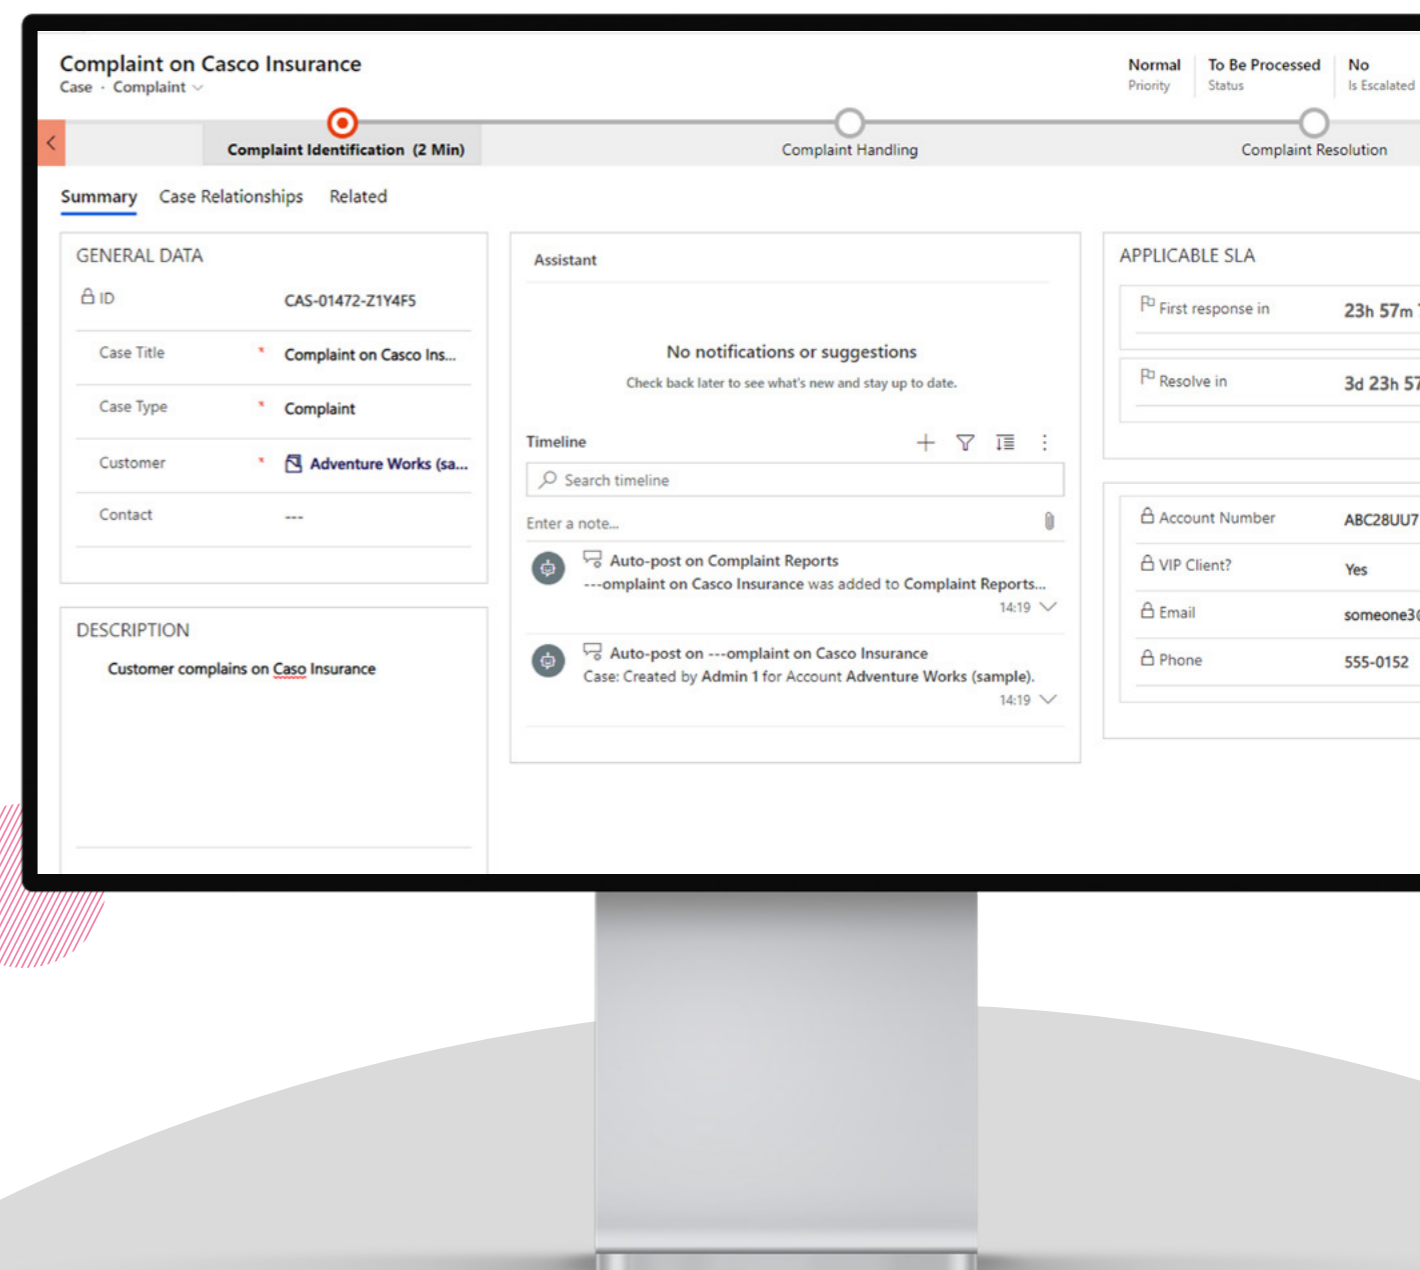 Complaint on Casco Insurance
Case · Complaint
Normal
Priority
To Be Processed
Status
No
Is Escalated
Complaint Identification (2 Min)
Complaint Handling
Complaint Resolution
Summary Case Relationships Related
GENERAL DATA
ID CAS-01472-Z1Y4F5
Case Title * Complaint on Casco Ins...
Case Type * Complaint
Customer * Adventure Works (sa...
Contact ---
DESCRIPTION
Customer complains on Caso Insurance
Assistant
No notifications or suggestions
Check back later to see what's new and stay up to date.
Timeline
Search timeline
Enter a note...
Auto-post on Complaint Reports
---omplaint on Casco Insurance was added to Complaint Reports...
14:19
Auto-post on ---omplaint on Casco Insurance
Case: Created by Admin 1 for Account Adventure Works (sample).
14:19
APPLICABLE SLA
First response in 23h 57m
Resolve in 3d 23h 57
Account Number ABC28UU7
VIP Client? Yes
Email someone3@
Phone 555-0152